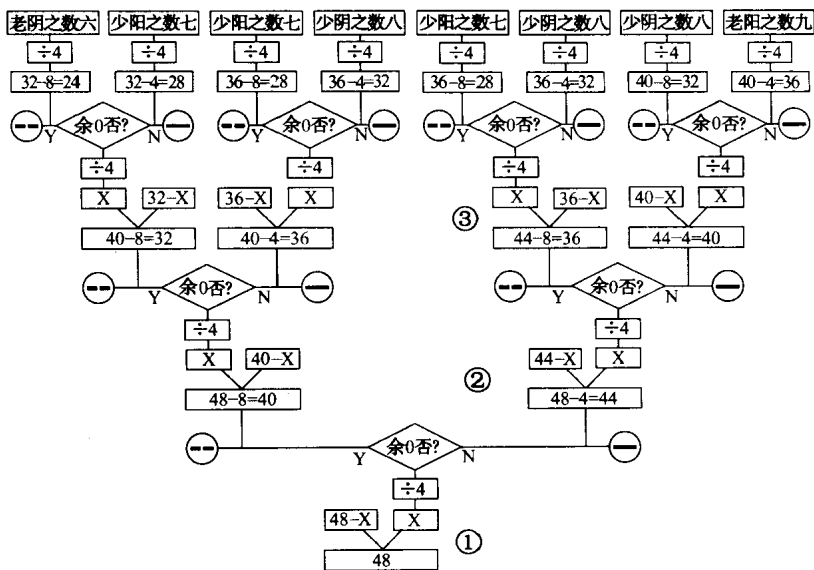 老阴之数六 少阳之数七 少阳之数七 少阴之数八 少阳之数七 少阴之数八 少阴之数八 老阳之数九
÷4 ÷4 ÷4 ÷4 ÷4 ÷4 ÷4 ÷4
32-8=24 32-4=28 36-8=28 36-4=32 36-8=28 36-4=32 40-8=32 40-4=36
余0否? 余0否? 余0否? 余0否?
Y N Y N Y N Y N
÷4 ÷4 ÷4 ÷4
X 32-X 36-X X ③ X 36-X 40-X X
40-8=32 40-4=36 44-8=36 44-4=40
余0否? 余0否?
Y N Y N
÷4 ÷4
X 40-X ② 44-X X
48-8=40 48-4=44
余0否?
Y N
÷4
48-X X ①
48